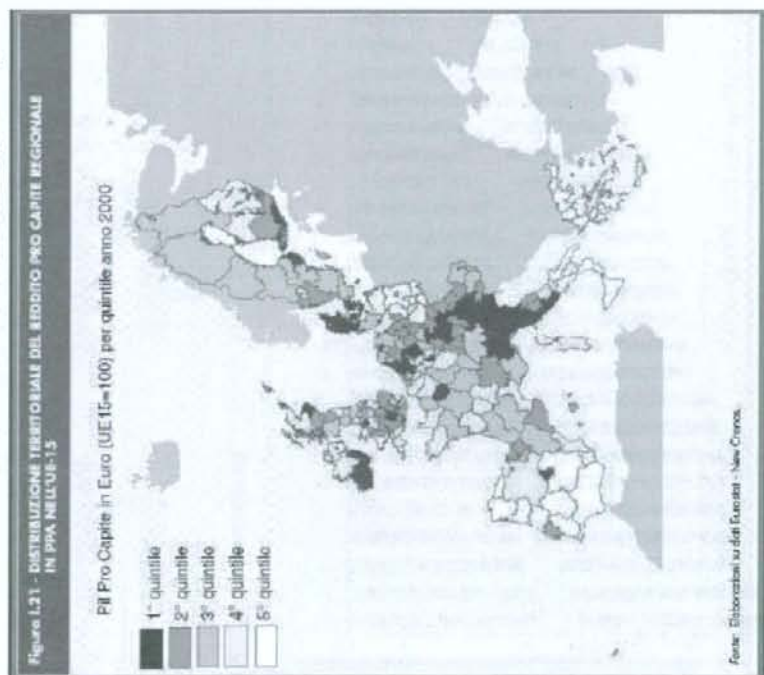 Figura 1.21 - DISTRIBUZIONE TERRITORIALE DEL REDDITO PRO CAPITE REGIONALE
IN PPA NELL'UE-15
Pil Pro Capite in Euro (UE15=100) per quintile anno 2000
1° quintile
2° quintile
3° quintile
4° quintile
5° quintile
Fonte: Elaborazioni su dati Eurostat - New Cronos.